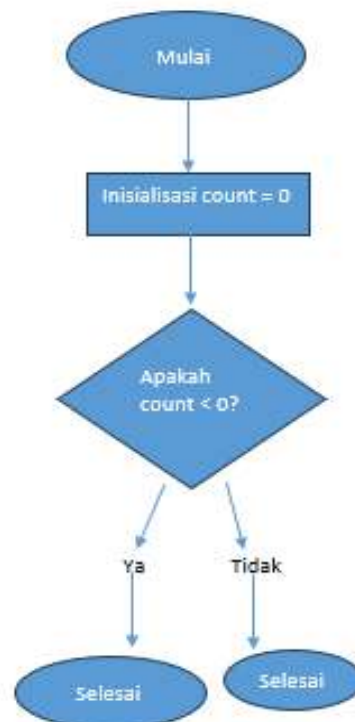 Mulai
Inisialisasi count = 0
Apakah
count < 0?
Ya
Tidak
Selesai
Selesai